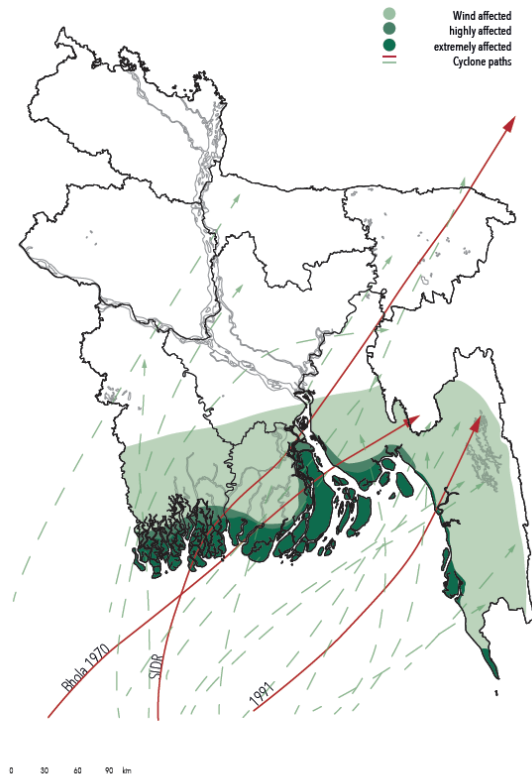 Wind affected
highly affected
extremely affected
Cyclone paths
Bhola 1970
SIDR
1991
0 30 60 90 km